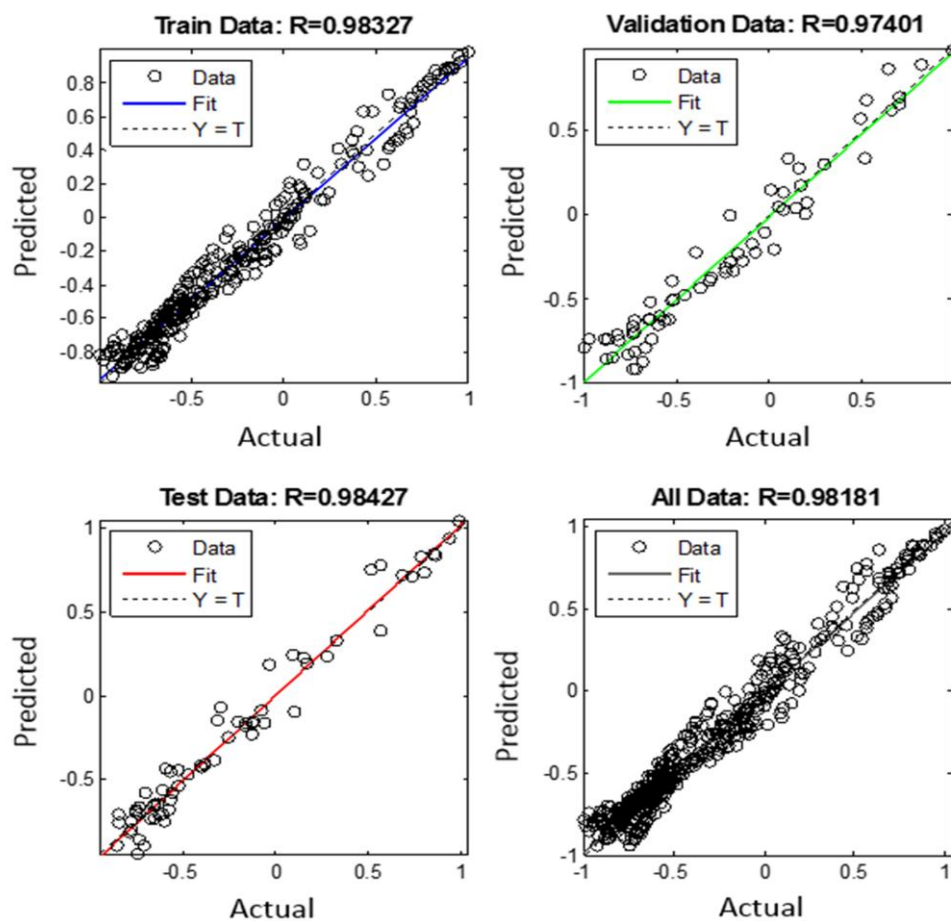 Train Data: R=0.98327
Data
Fit
Y = T
0.8
0.6
0.4
0.2
0
-0.2
-0.4
-0.6
-0.8
-0.5
0
0.5
1
Predicted
Actual
Validation Data: R=0.97401
Data
Fit
Y = T
0.5
0
-0.5
-1
-1
-0.5
0
0.5
Predicted
Actual
Test Data: R=0.98427
Data
Fit
Y = T
1
0.5
0
-0.5
-0.5
0
0.5
1
Predicted
Actual
All Data: R=0.98181
Data
Fit
Y = T
1
0.5
0
-0.5
-1
-1
-0.5
0
0.5
1
Predicted
Actual